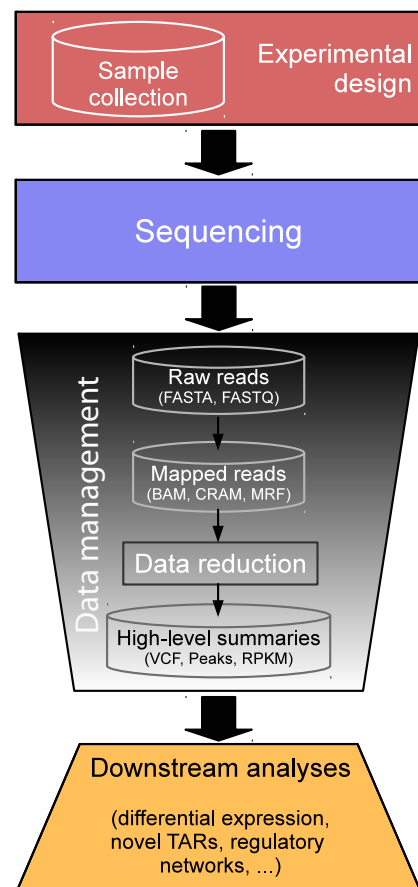 Sample
collection
Experimental
design
Sequencing
Data management
Raw reads
(FASTA, FASTQ)
Mapped reads
(BAM, CRAM, MRF)
Data reduction
High-level summaries
(VCF, Peaks, RPKM)
Downstream analyses
(differential expression,
novel TARs, regulatory
networks, ...)